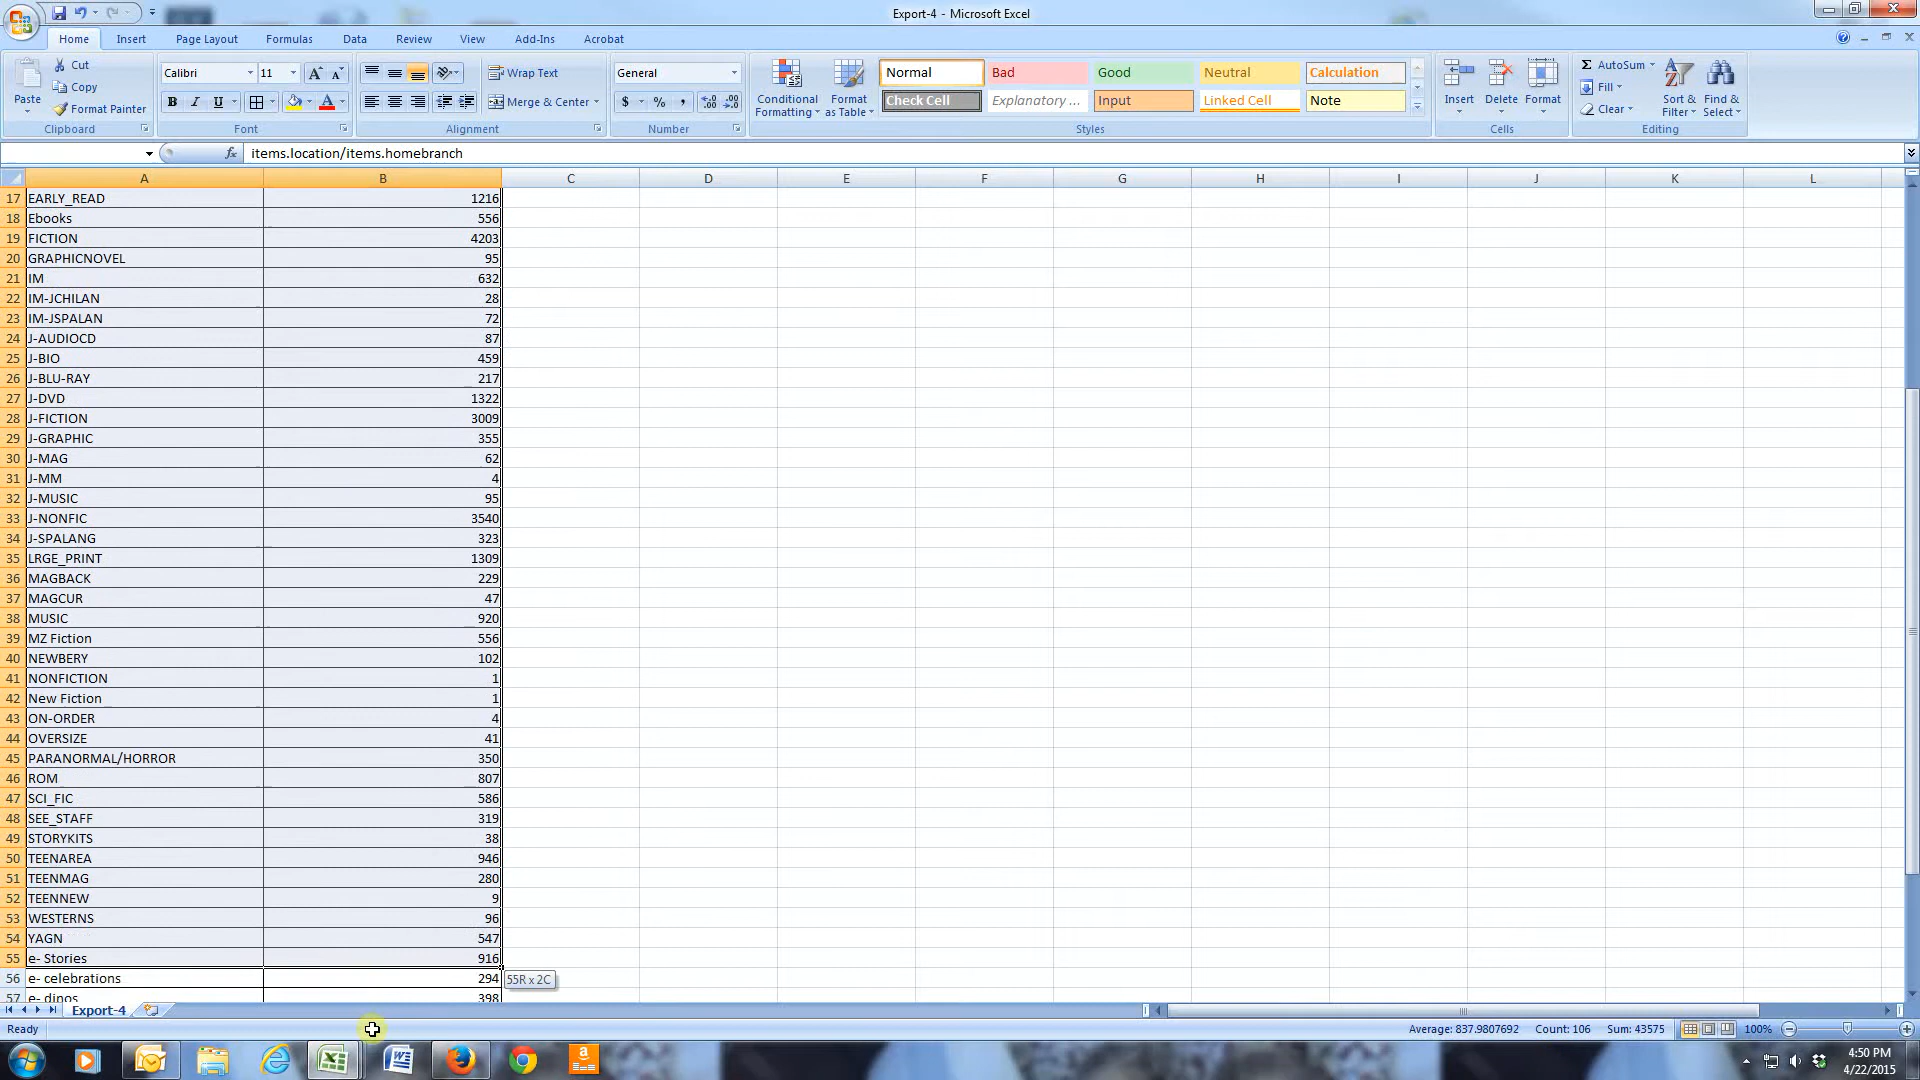 Export-4 - Microsoft Excel
Home Insert Page Layout Formulas Data Review View Add-Ins Acrobat
Paste
Cut
Copy
Format Painter
Clipboard
Calibri 11
B I U
Font
Wrap Text
Merge & Center
Alignment
General
$ % ,
Number
Conditional Formatting
Format as Table
Normal Bad Good Neutral Calculation
Check Cell Explanatory ... Input Linked Cell Note
Styles
Insert Delete Format
Cells
AutoSum
Fill
Clear
Sort & Filter
Find & Select
Editing
fx items.location/items.homebranch
A B C D E F G H I J K L
17 EARLY_READ 1216
18 Ebooks 556
19 FICTION 4203
20 GRAPHICNOVEL 95
21 IM 632
22 IM-JCHILAN 28
23 IM-JSPALAN 72
24 J-AUDIOCD 87
25 J-BIO 459
26 J-BLU-RAY 217
27 J-DVD 1322
28 J-FICTION 3009
29 J-GRAPHIC 355
30 J-MAG 62
31 J-MM 4
32 J-MUSIC 95
33 J-NONFIC 3540
34 J-SPALANG 323
35 LRGE_PRINT 1309
36 MAGBACK 229
37 MAGCUR 47
38 MUSIC 920
39 MZ Fiction 556
40 NEWBERY 102
41 NONFICTION 1
42 New Fiction 1
43 ON-ORDER 4
44 OVERSIZE 41
45 PARANORMAL/HORROR 350
46 ROM 807
47 SCI_FIC 586
48 SEE_STAFF 319
49 STORYKITS 38
50 TEENAREA 946
51 TEENMAG 280
52 TEENNEW 9
53 WESTERNS 96
54 YAGN 547
55 e- Stories 916
56 e- celebrations 294
55R x 2C
57 e- dinos 398
Export-4
Ready
Average: 837.9807692 Count: 106 Sum: 43575
100%
4:50 PM
4/22/2015